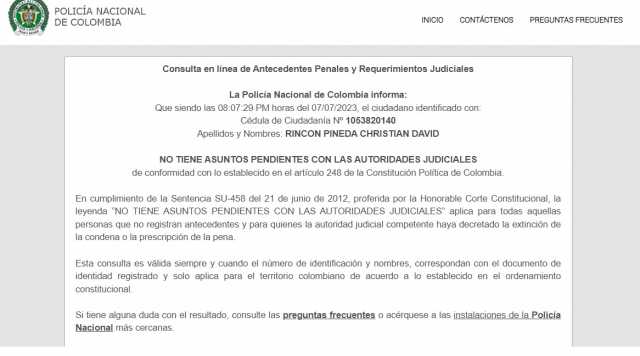 POLICÍA NACIONAL
DE COLOMBIA
INICIO CONTÁCTENOS PREGUNTAS FRECUENTES
Consulta en línea de Antecedentes Penales y Requerimientos Judiciales
La Policía Nacional de Colombia informa:
Que siendo las 08:07:29 PM horas del 07/07/2023, el ciudadano identificado con:
Cédula de Ciudadanía Nº 1053820140
Apellidos y Nombres: RINCON PINEDA CHRISTIAN DAVID
NO TIENE ASUNTOS PENDIENTES CON LAS AUTORIDADES JUDICIALES
de conformidad con lo establecido en el artículo 248 de la Constitución Política de Colombia.
En cumplimiento de la Sentencia SU-458 del 21 de junio de 2012, proferida por la Honorable Corte Constitucional, la
leyenda "NO TIENE ASUNTOS PENDIENTES CON LAS AUTORIDADES JUDICIALES" aplica para todas aquellas
personas que no registran antecedentes y para quienes la autoridad judicial competente haya decretado la extinción de
la condena o la prescripción de la pena.
Esta consulta es válida siempre y cuando el número de identificación y nombres, correspondan con el documento de
identidad registrado y solo aplica para el territorio colombiano de acuerdo a lo establecido en el ordenamiento
constitucional.
Si tiene alguna duda con el resultado, consulte las preguntas frecuentes o acérquese a las instalaciones de la Policía
Nacional más cercanas.